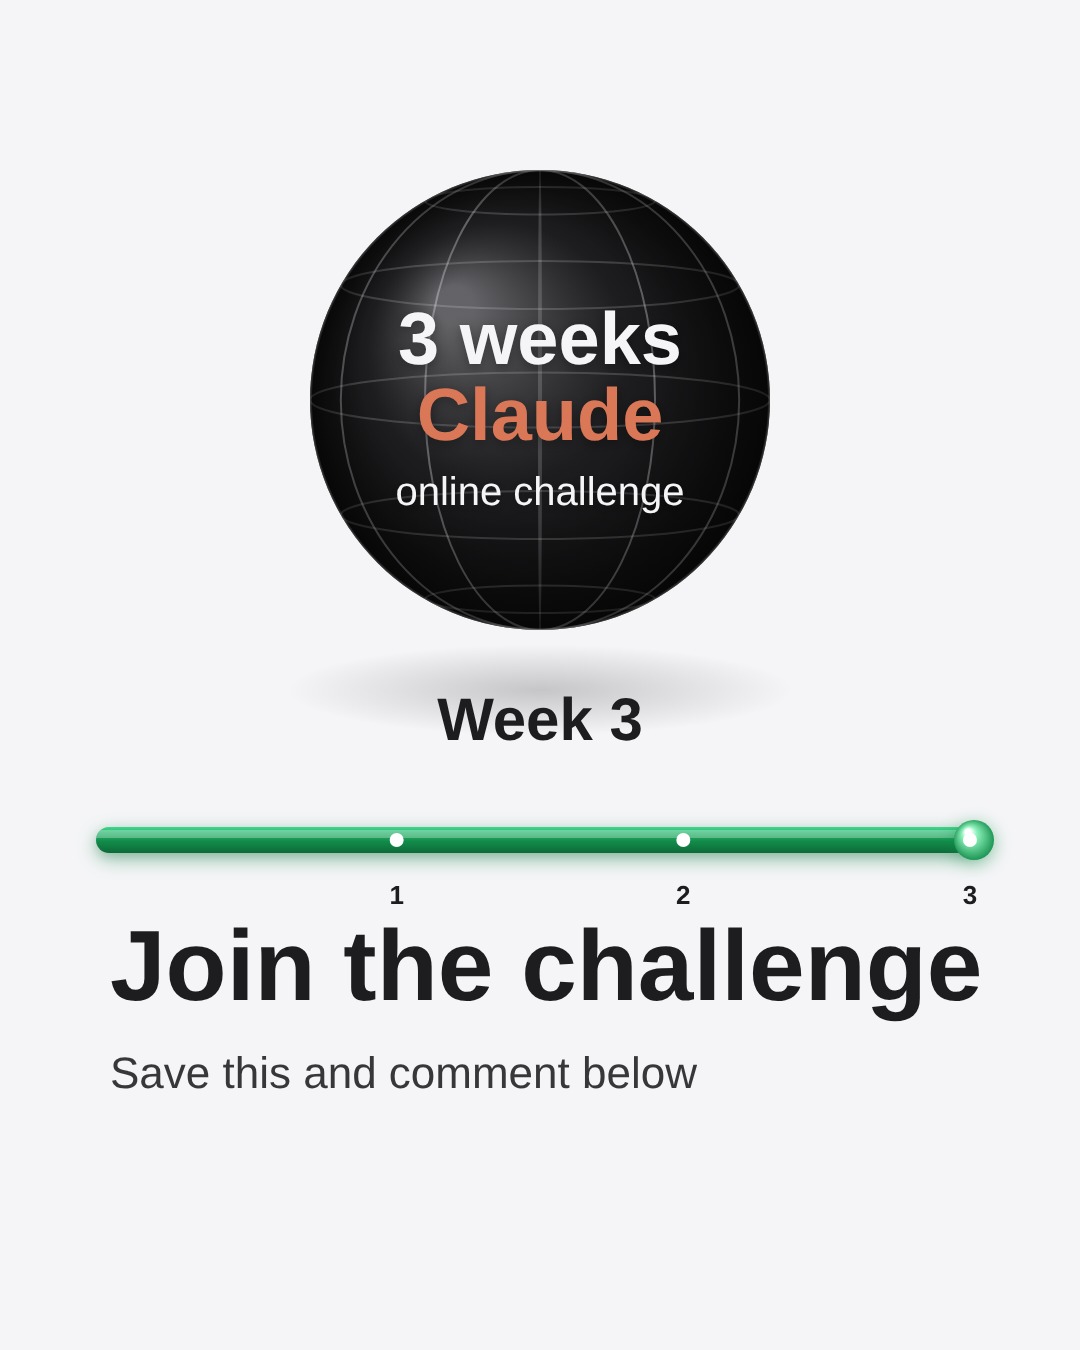 3 weeks
Claude
online challenge
Week 3
1 2 3
Join the challenge
Save this and comment below